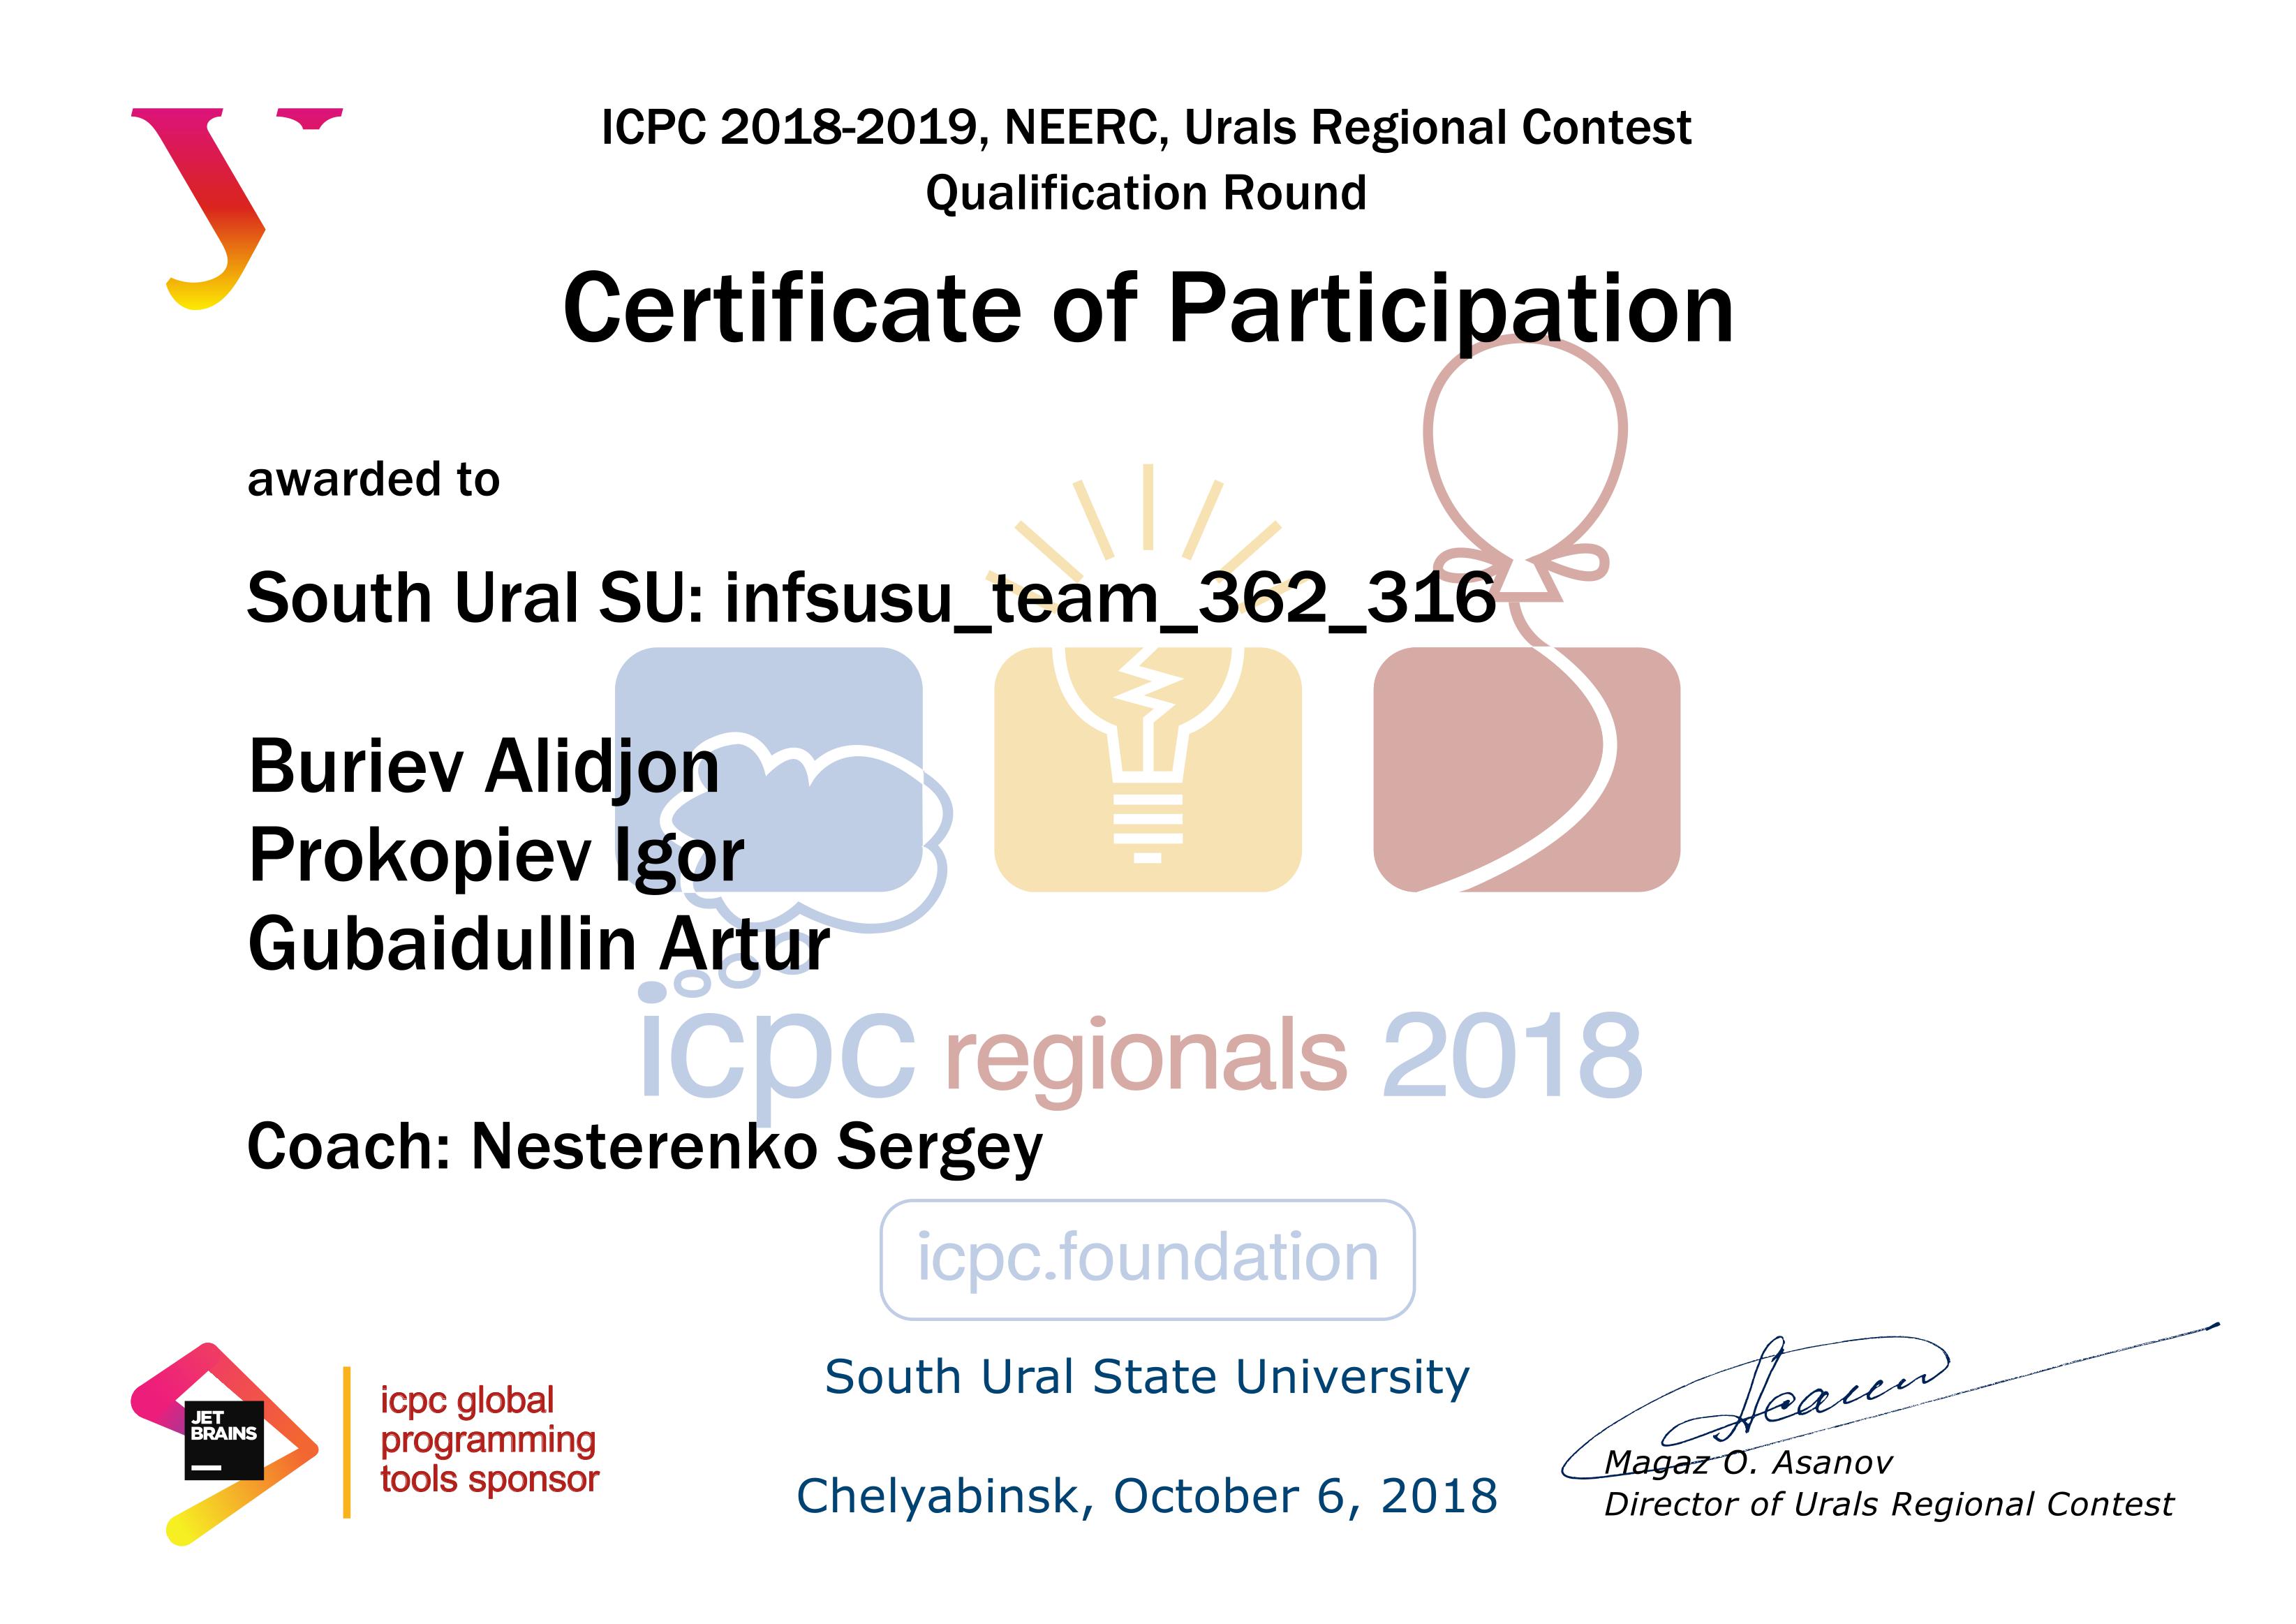 ICPC 2018-2019, NEERC, Urals Regional Contest
Qualification Round
Certificate of Participation
awarded to
South Ural SU: infsusu_team_362_316
Buriev Alidjon
Prokopiev Igor
Gubaidullin Artur
icpc regionals 2018
Coach: Nesterenko Sergey
icpc.foundation
JET
BRAINS
icpc global
programming
tools sponsor
South Ural State University
Chelyabinsk, October 6, 2018
Magaz O. Asanov
Director of Urals Regional Contest